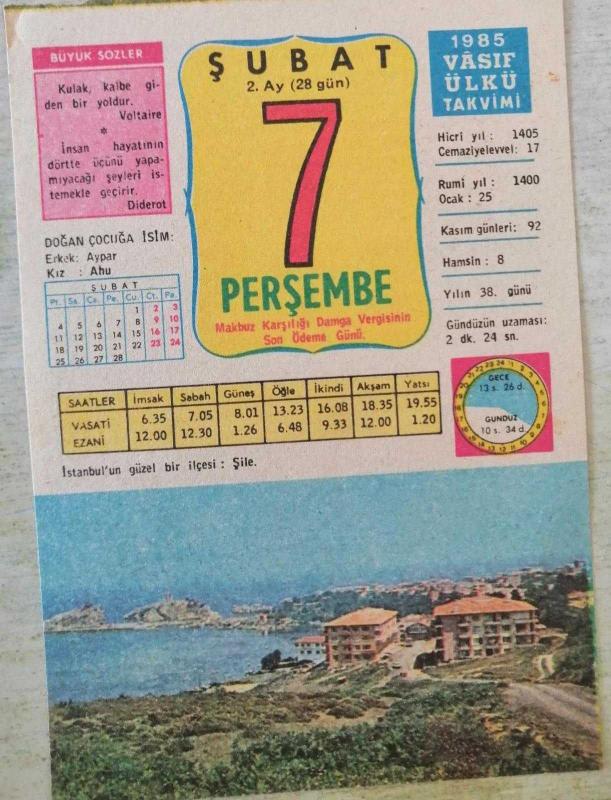 BÜYÜK SÖZLER
Kulak, kalbe gi-
den bir yoldur.
Voltaire
*
İnsan hayatının
dörtte üçünü yapa-
mıyacağı şeyleri is-
temekle geçirir.
Diderot
DOĞAN ÇOCUĞA İSİM:
Erkek: Aypar
Kız : Ahu
ŞUBAT
Pt. Sa. Ça. Pe. Cu. Ct. Pa.
1 2 3
4 5 6 7 8 9 10
11 12 13 14 15 16 17
18 19 20 21 22 23 24
25 26 27 28
ŞUBAT
2. Ay (28 gün)
7
PERŞEMBE
Makbuz Karşılığı Damga Vergisinin
Son Ödeme Günü.
1985
VÂSIF
ÜLKÜ
TAKVİMİ
Hicri yıl : 1405
Cemaziyelevvel: 17
Rumi yıl : 1400
Ocak : 25
Kasım günleri: 92
Hamsin : 8
Yılın 38. günü
Gündüzün uzaması:
2 dk. 24 sn.
SAATLER İmsak Sabah Güneş Öğle İkindi Akşam Yatsı
VASATİ 6.35 7.05 8.01 13.23 16.08 18.35 19.55
EZANİ 12.00 12.30 1.26 6.48 9.33 12.00 1.20
GECE
13 s. 26 d.
GÜNDÜZ
10 s. 34 d.
İstanbul'un güzel bir ilçesi : Şile.